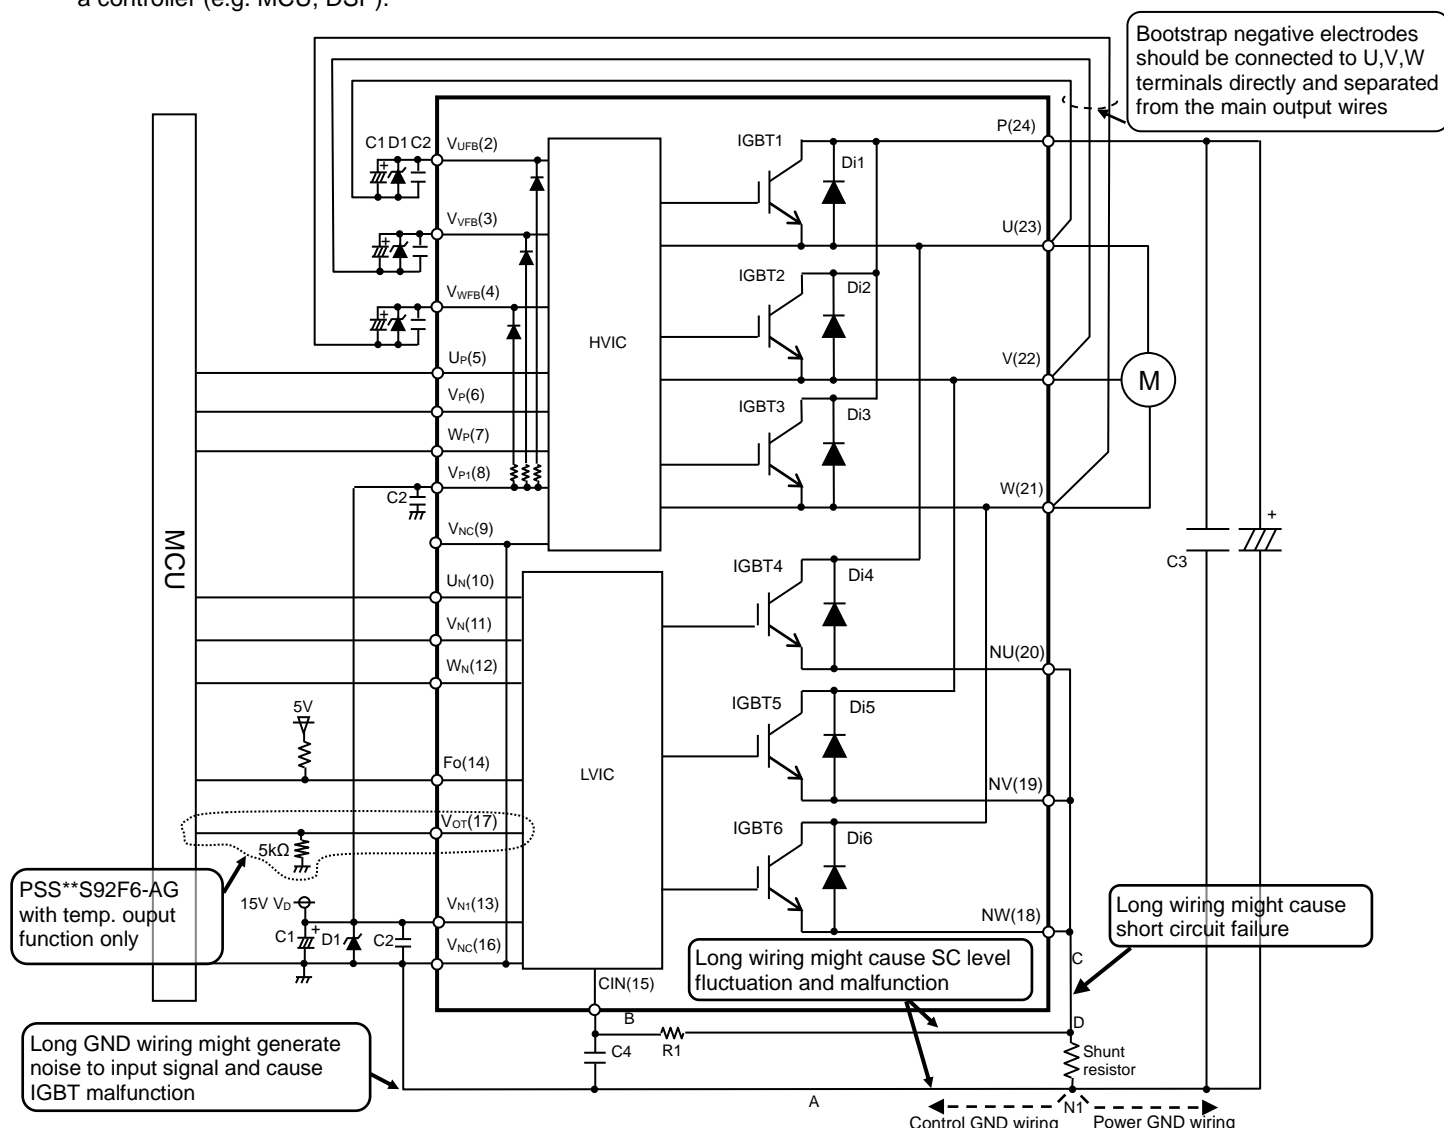 a controller (e.g. MCU, DSP).
Bootstrap negative electrodes
should be connected to U,V,W
terminals directly and separated
from the main output wires
C1 D1 C2
+
VUFB(2)
IGBT1
Di1
P(24)
+
VVFB(3)
U(23)
IGBT2
Di2
+
VWFB(4)
HVIC
UP(5)
V(22)
M
VP(6)
IGBT3
Di3
WP(7)
VP1(8)
C2
W(21)
VNC(9)
MCU
+
C3
IGBT4
Di4
UN(10)
VN(11)
WN(12)
NU(20)
5V
IGBT5
Di5
Fo(14)
LVIC
NV(19)
VOT(17)
5kΩ
IGBT6
Di6
PSS**S92F6-AG
with temp. ouput
function only
15V VD
VN1(13)
C1
+
D1
C2
VNC(16)
NW(18)
Long wiring might cause
short circuit failure
Long wiring might cause SC level
fluctuation and malfunction
C
CIN(15)
B
D
Long GND wiring might generate
noise to input signal and cause
IGBT malfunction
C4
R1
Shunt
resistor
A
N1
Control GND wiring
Power GND wiring